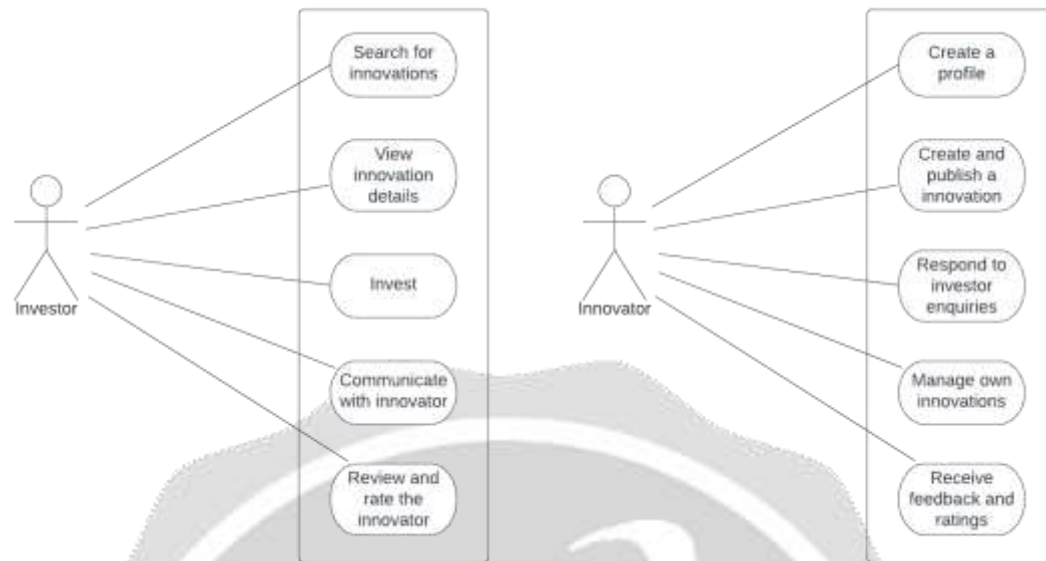 Search for
innovations
View
innovation
details
Invest
Communicate
with innovator
Review and
rate the
innovator
Investor
Create a
profile
Create and
publish a
innovation
Respond to
investor
enquiries
Manage own
innovations
Receive
feedback and
ratings
Innovator